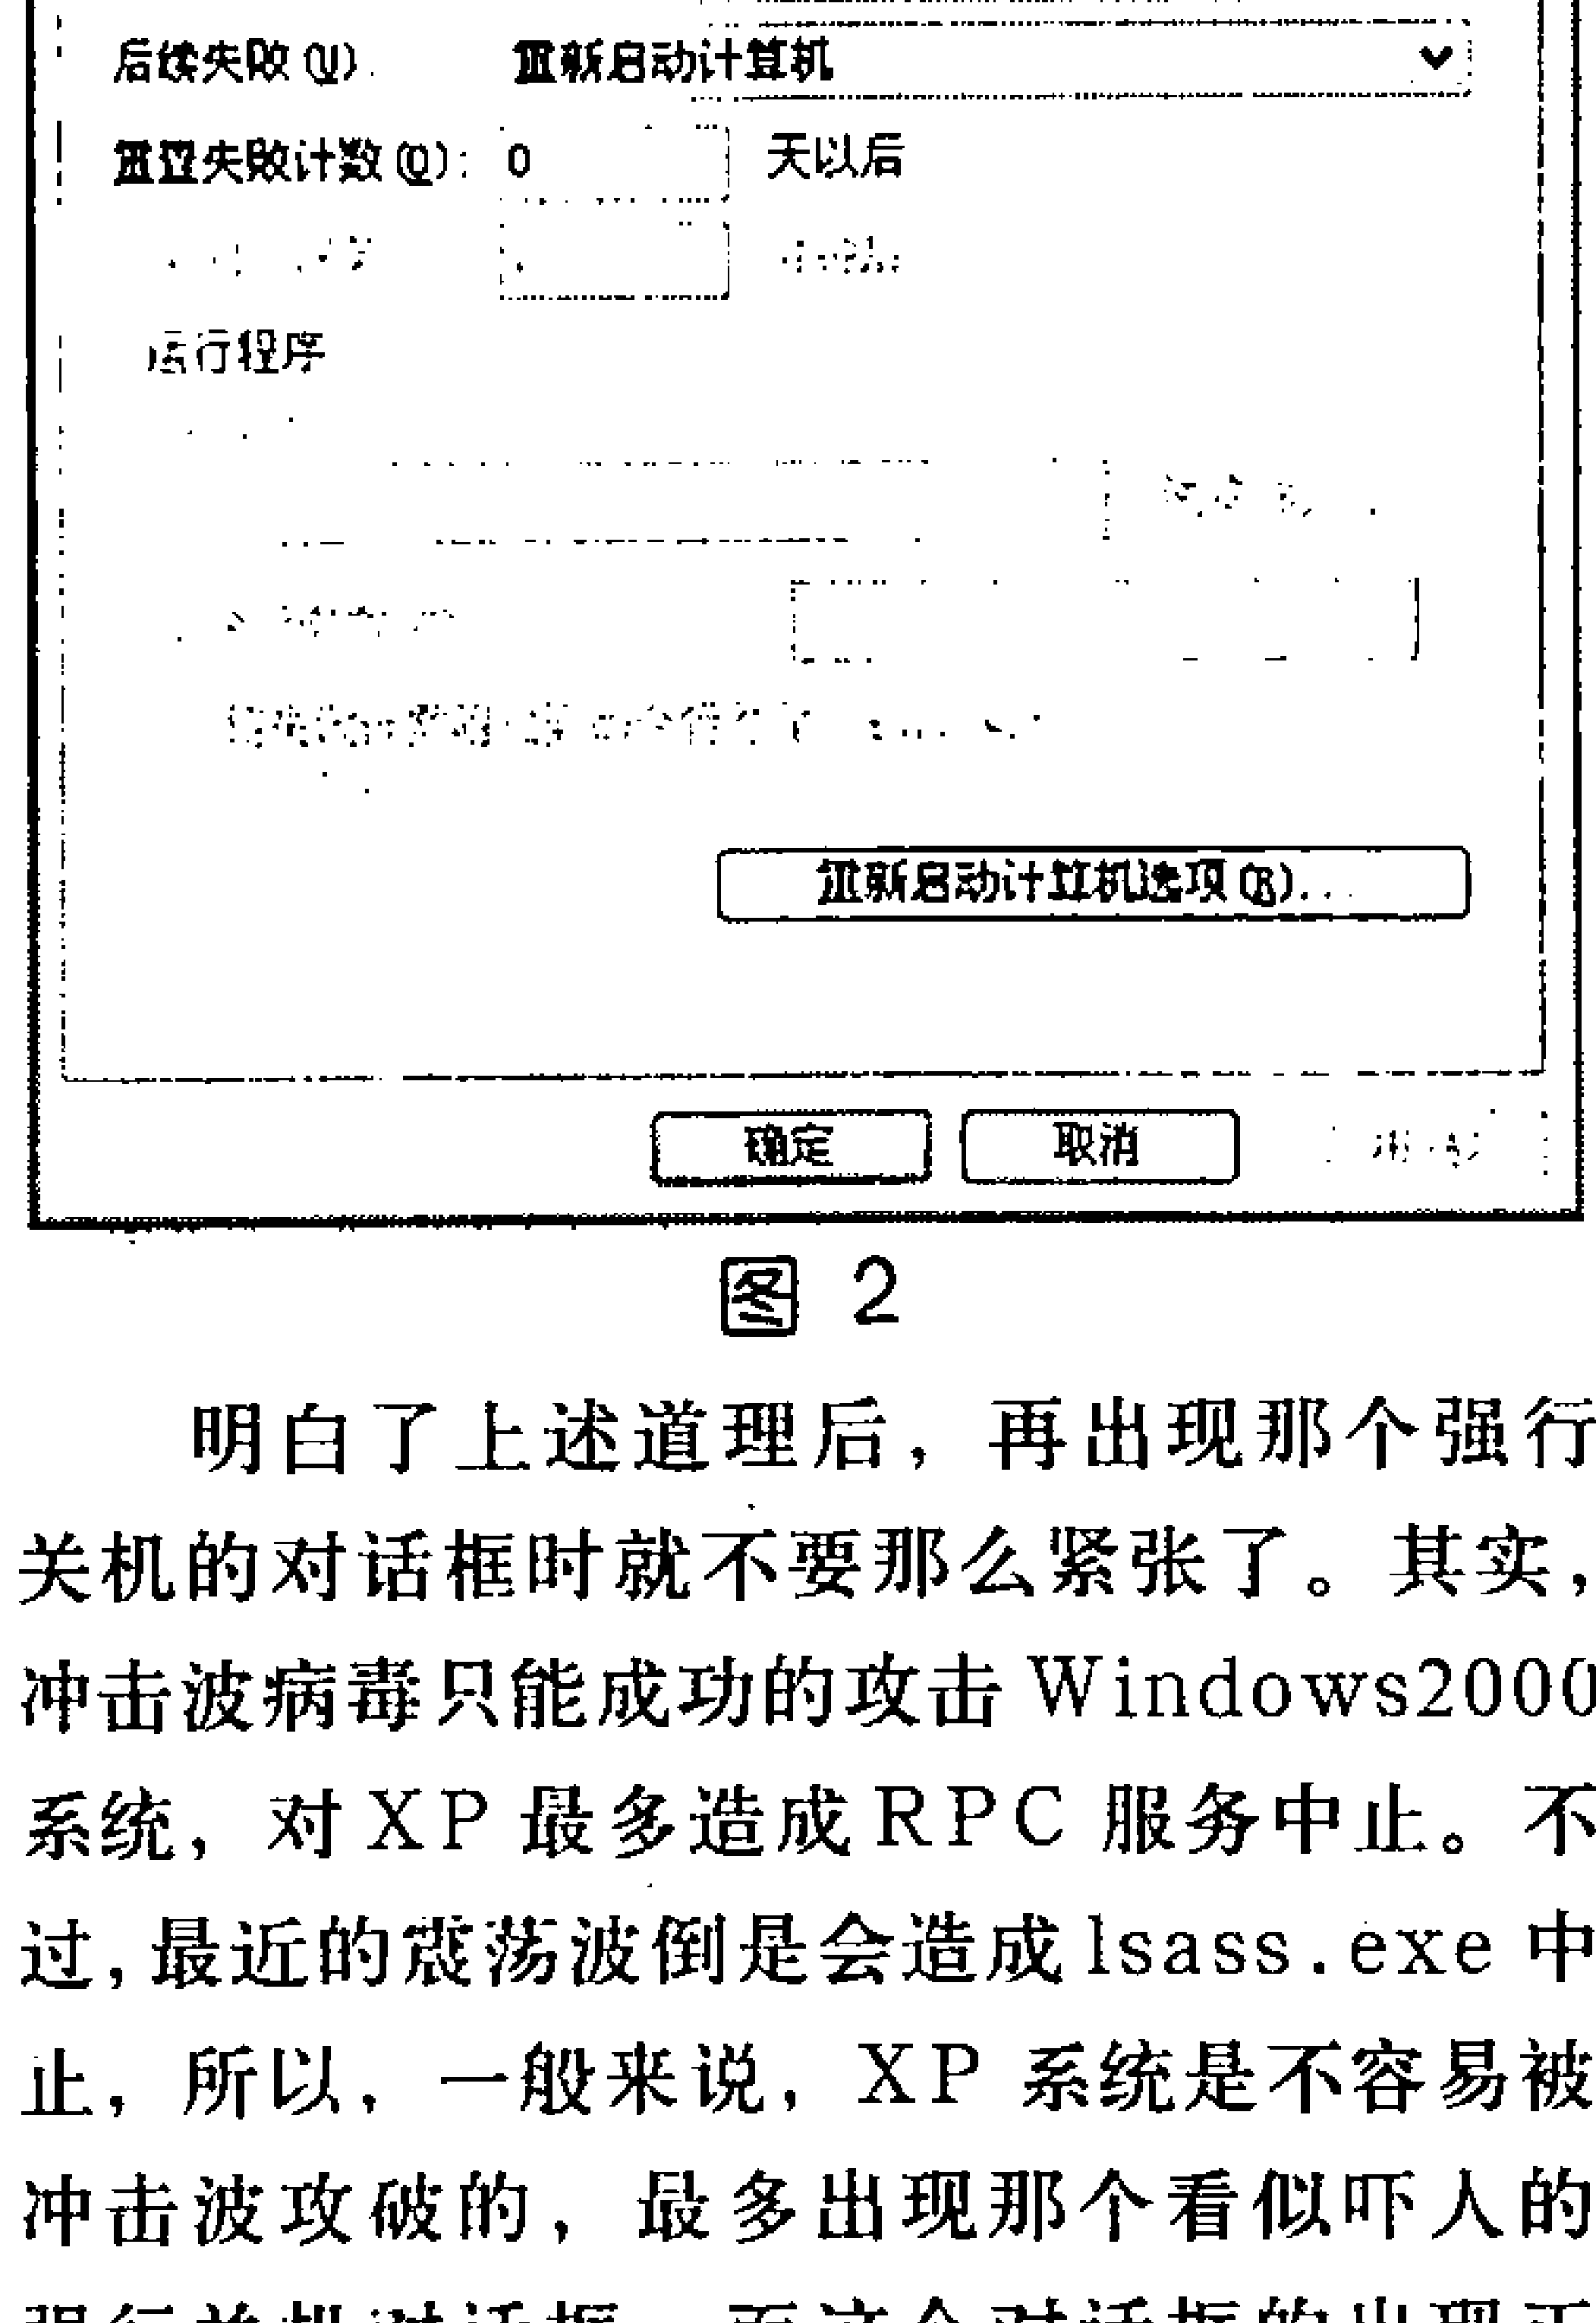 后续失败(U)
重新启动计算机
重置失败计数(O): 0 天以后
运行程序
重新启动计算机选项(R)...
确定 取消
图 2
明白了上述道理后，再出现那个强行
关机的对话框时就不要那么紧张了。其实，
冲击波病毒只能成功的攻击Windows2000
系统，对XP最多造成RPC服务中止。不
过，最近的震荡波倒是会造成lsass.exe中
止，所以，一般来说，XP系统是不容易被
冲击波攻破的，最多出现那个看似吓人的